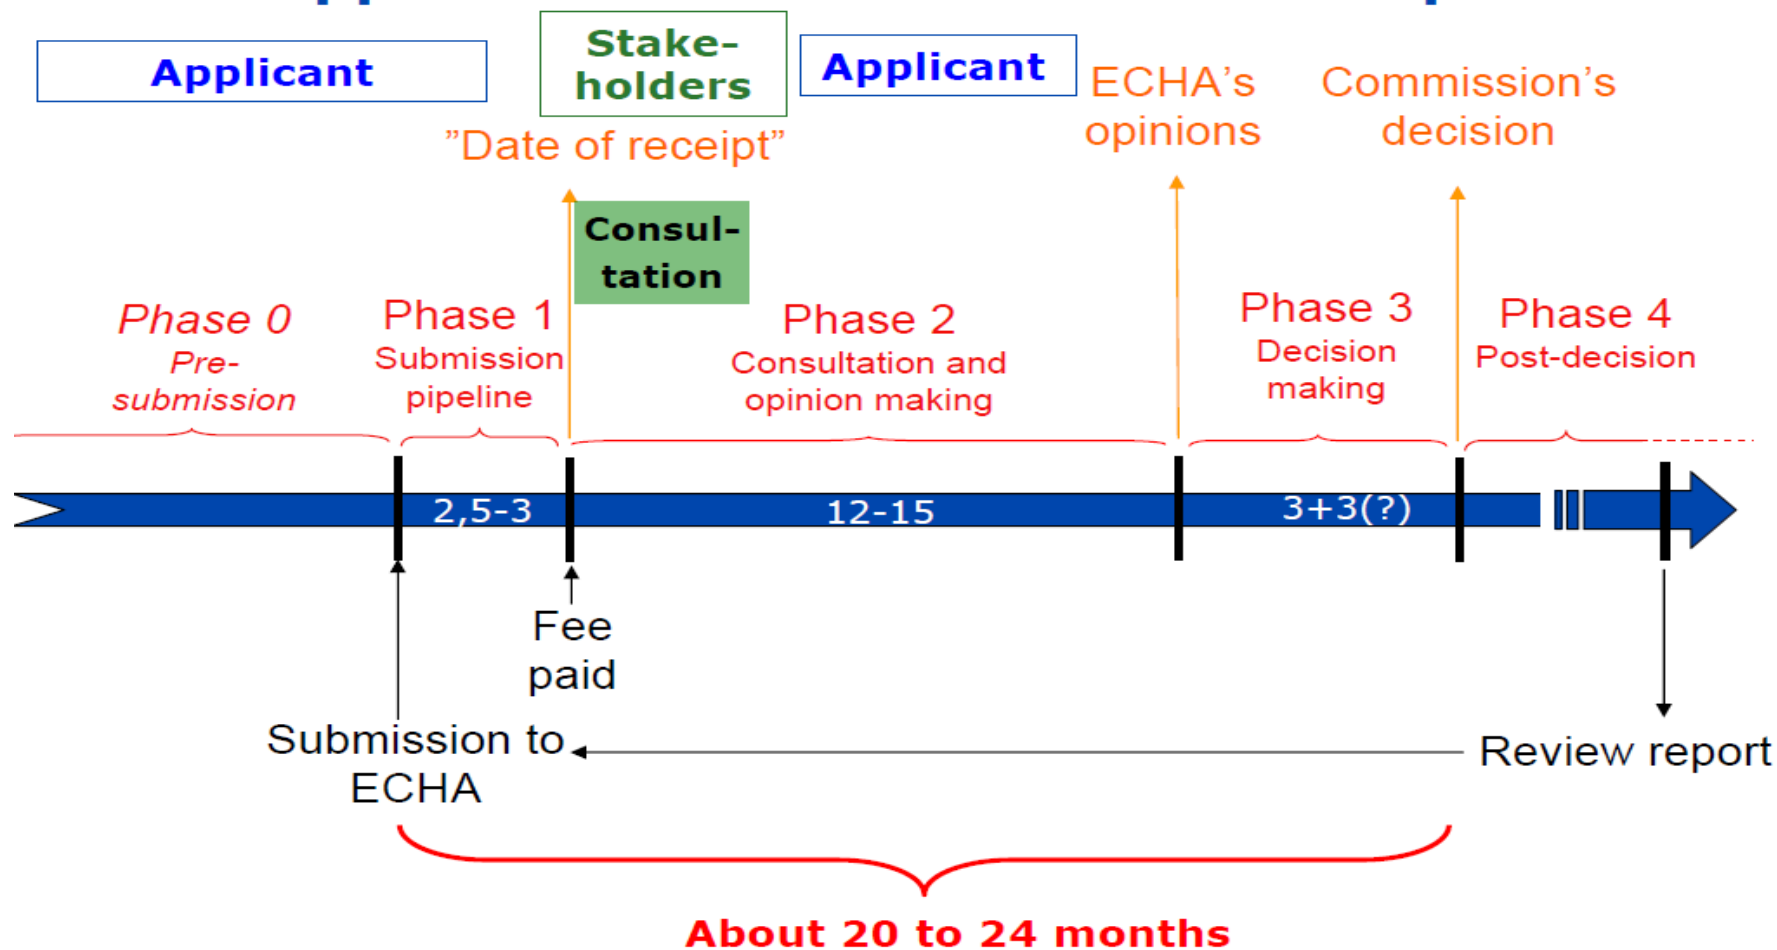 Applicant
Stake-
holders
Applicant
ECHA's
opinions
Commission's
decision
"Date of receipt"
Consul-
tation
Phase 0
Pre-
submission
Phase 1
Submission
pipeline
Phase 2
Consultation and
opinion making
Phase 3
Decision
making
Phase 4
Post-decision
2,5-3
12-15
3+3(?)
Fee
paid
Submission to
ECHA
Review report
About 20 to 24 months